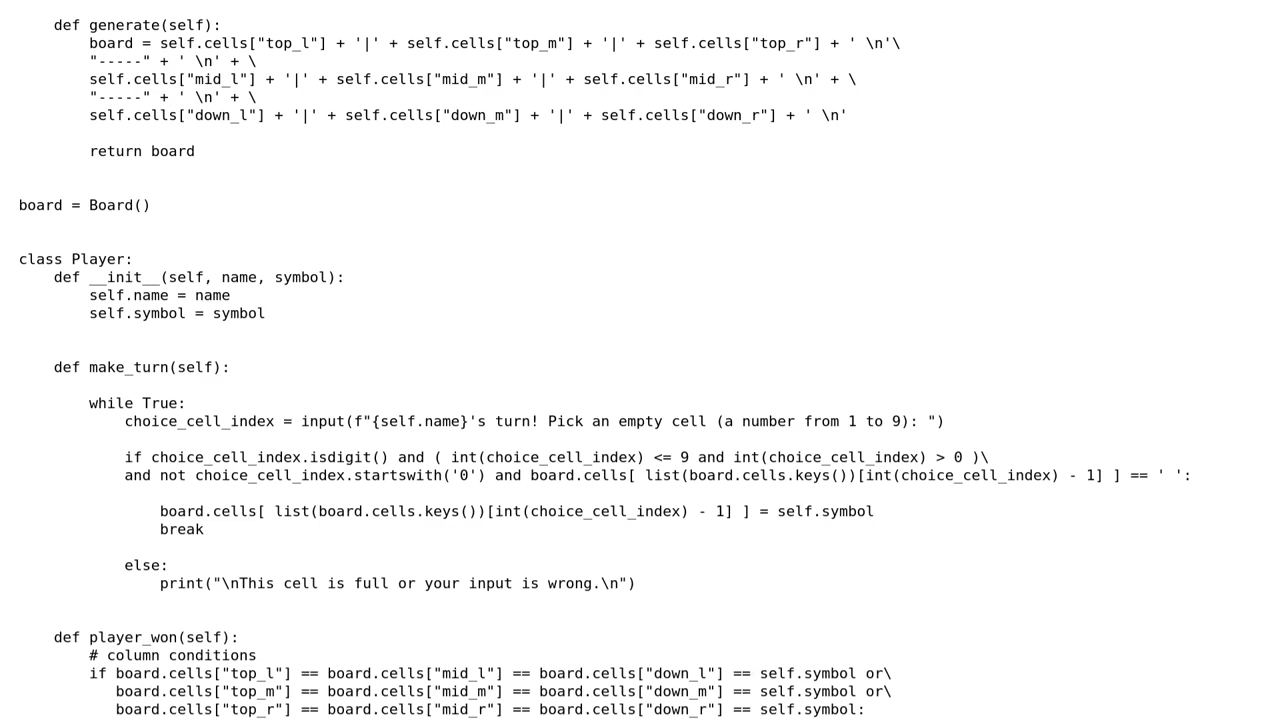 def generate(self):
        board = self.cells["top_l"] + '|' + self.cells["top_m"] + '|' + self.cells["top_r"] + ' \n'\
        "-----" + ' \n' + \
        self.cells["mid_l"] + '|' + self.cells["mid_m"] + '|' + self.cells["mid_r"] + ' \n' + \
        "-----" + ' \n' + \
        self.cells["down_l"] + '|' + self.cells["down_m"] + '|' + self.cells["down_r"] + ' \n'

        return board


board = Board()


class Player:
    def __init__(self, name, symbol):
        self.name = name
        self.symbol = symbol


    def make_turn(self):

        while True:
            choice_cell_index = input(f"{self.name}'s turn! Pick an empty cell (a number from 1 to 9): ")

            if choice_cell_index.isdigit() and ( int(choice_cell_index) <= 9 and int(choice_cell_index) > 0 )\
            and not choice_cell_index.startswith('0') and board.cells[ list(board.cells.keys())[int(choice_cell_index) - 1] ] == ' ':

                board.cells[ list(board.cells.keys())[int(choice_cell_index) - 1] ] = self.symbol
                break

            else:
                print("\nThis cell is full or your input is wrong.\n")


    def player_won(self):
        # column conditions
        if board.cells["top_l"] == board.cells["mid_l"] == board.cells["down_l"] == self.symbol or\
           board.cells["top_m"] == board.cells["mid_m"] == board.cells["down_m"] == self.symbol or\
           board.cells["top_r"] == board.cells["mid_r"] == board.cells["down_r"] == self.symbol: